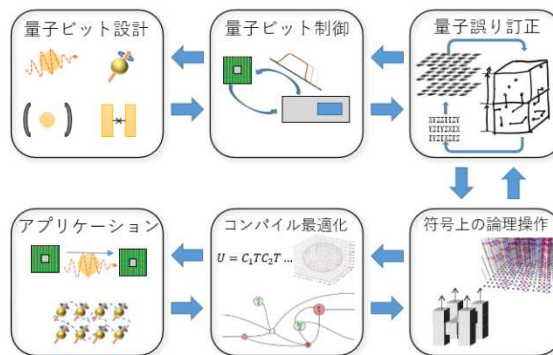 量子ビット設計
量子ビット制御
量子誤り訂正
アプリケーション
コンパイル最適化
U = C₁TC₂T ...
符号上の論理操作